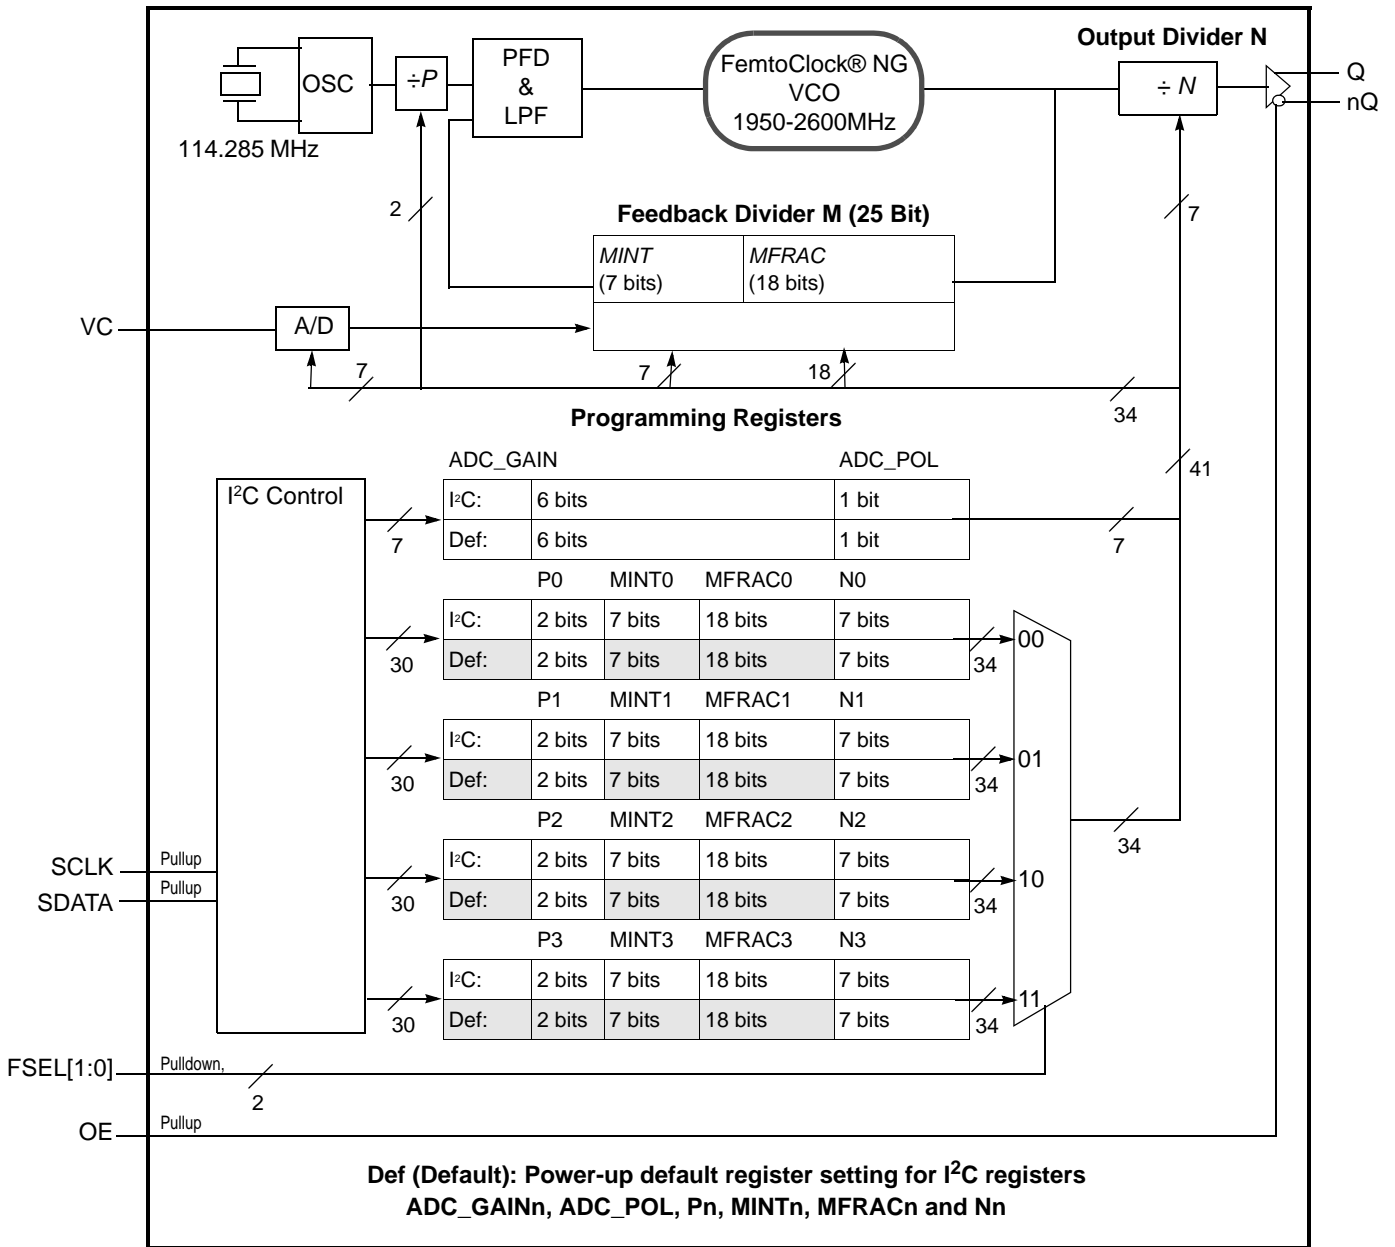 Output Divider N
OSC
÷P
PFD
&
LPF
FemtoClock® NG
VCO
1950-2600MHz
÷ N
Q
nQ
114.285 MHz
2
7
Feedback Divider M (25 Bit)
MINT
(7 bits)
MFRAC
(18 bits)
VC
A/D
7
7
18
34
Programming Registers
41
ADC_GAIN ADC_POL
I²C Control
I²C: 6 bits 1 bit
7
Def: 6 bits 1 bit
7
P0 MINT0 MFRAC0 N0
I²C: 2 bits 7 bits 18 bits 7 bits
00
30
Def: 2 bits 7 bits 18 bits 7 bits
34
P1 MINT1 MFRAC1 N1
I²C: 2 bits 7 bits 18 bits 7 bits
01
30
Def: 2 bits 7 bits 18 bits 7 bits
34
P2 MINT2 MFRAC2 N2
34
SCLK Pullup
I²C: 2 bits 7 bits 18 bits 7 bits
10
SDATA Pullup
30
Def: 2 bits 7 bits 18 bits 7 bits
34
P3 MINT3 MFRAC3 N3
I²C: 2 bits 7 bits 18 bits 7 bits
11
30
Def: 2 bits 7 bits 18 bits 7 bits
34
FSEL[1:0] Pulldown,
2
OE Pullup
Def (Default): Power-up default register setting for I²C registers
ADC_GAINn, ADC_POL, Pn, MINTn, MFRACn and Nn